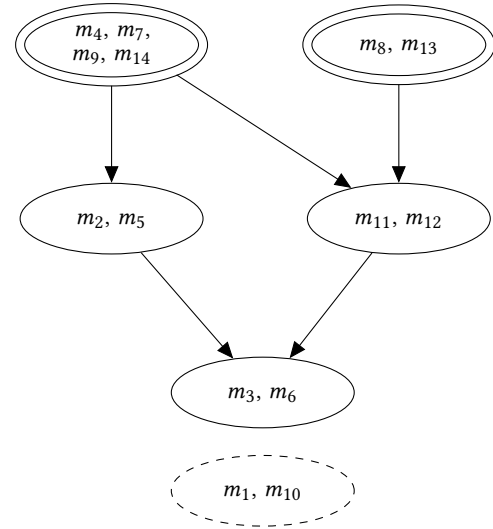 m₄, m₇,
m₉, m₁₄
m₈, m₁₃
m₂, m₅
m₁₁, m₁₂
m₃, m₆
m₁, m₁₀